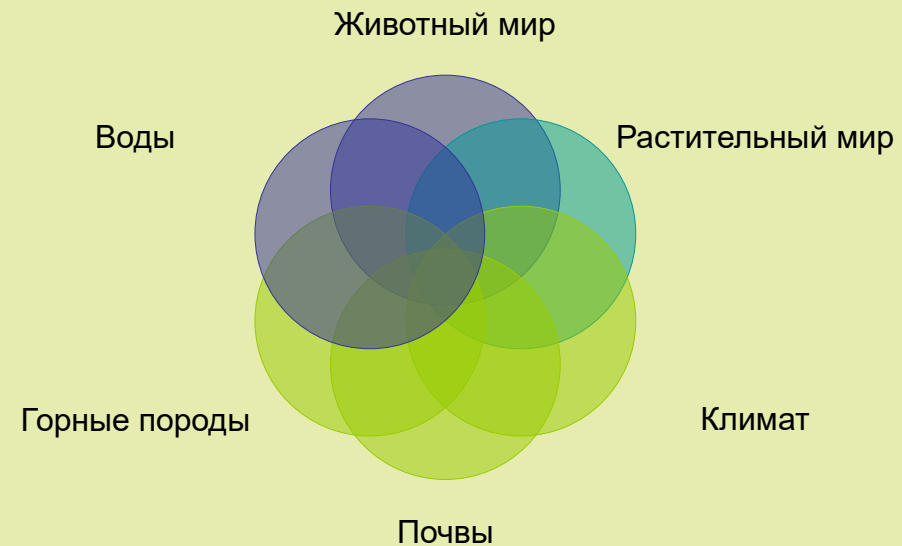 Животный мир
Воды
Растительный мир
Горные породы
Климат
Почвы